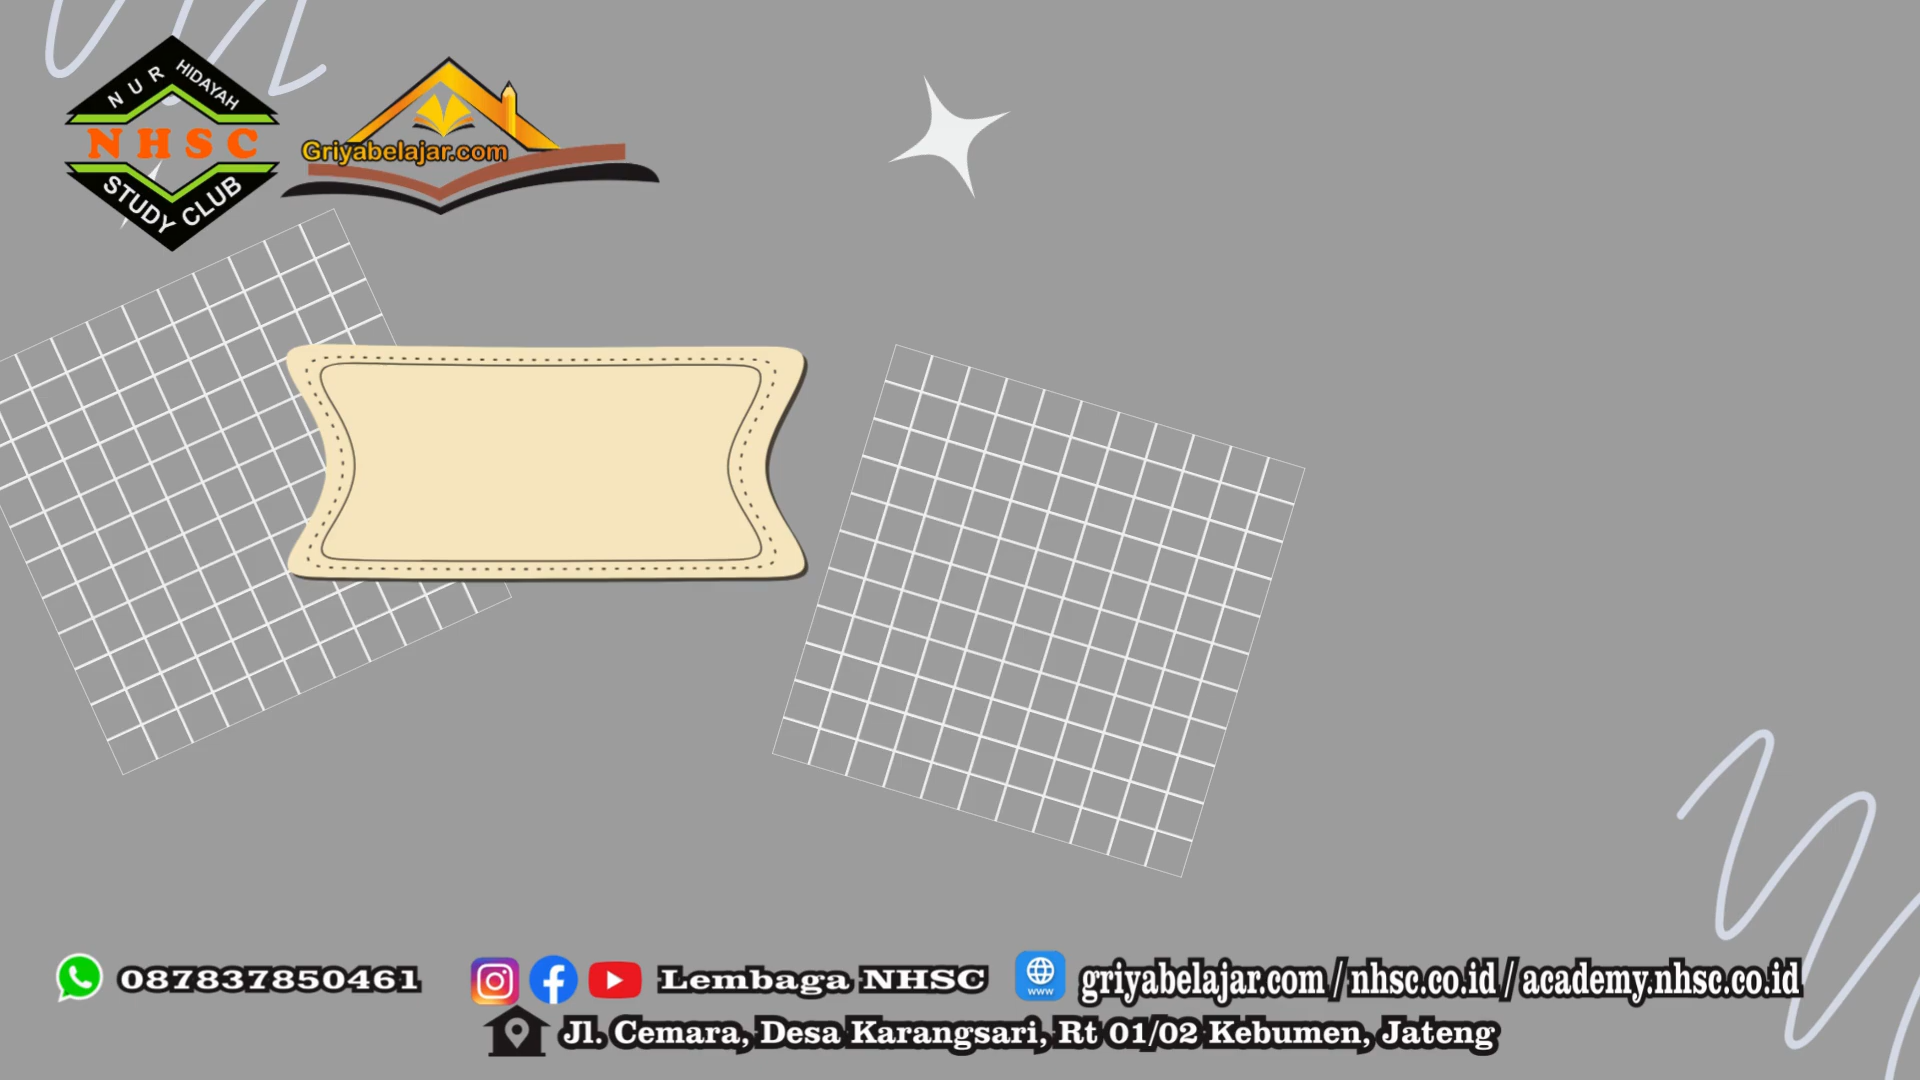 NUR HIDAYAH
NHSC
STUDY CLUB
Griyabelajar.com
087837850461
Lembaga NHSC
www
griyabelajar.com / nhsc.co.id / academy.nhsc.co.id
Jl. Cemara, Desa Karangsari, Rt 01/02 Kebumen, Jateng